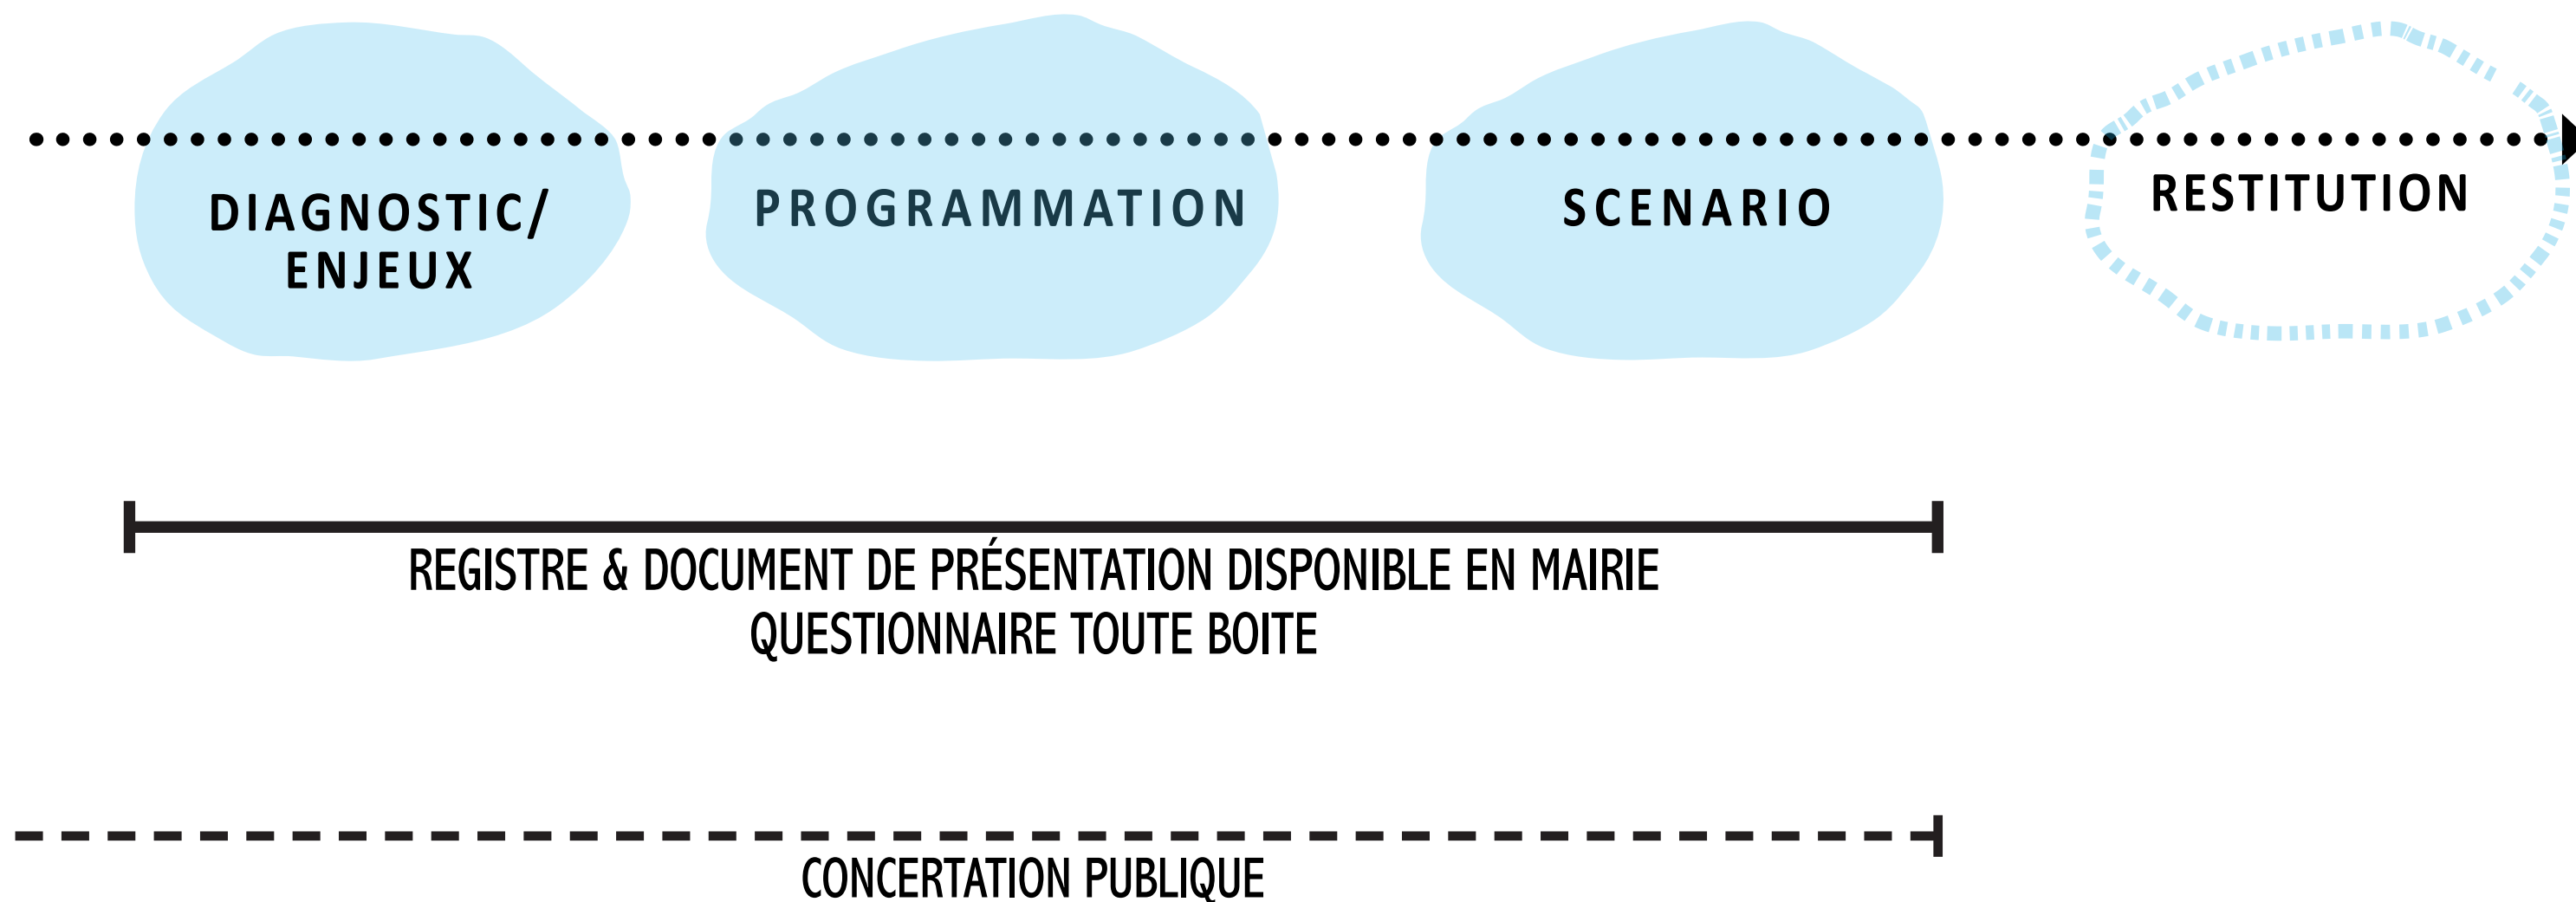 DIAGNOSTIC/
ENJEUX
PROGRAMMATION
SCENARIO
RESTITUTION
REGISTRE & DOCUMENT DE PRÉSENTATION DISPONIBLE EN MAIRIE
QUESTIONNAIRE TOUTE BOITE
CONCERTATION PUBLIQUE